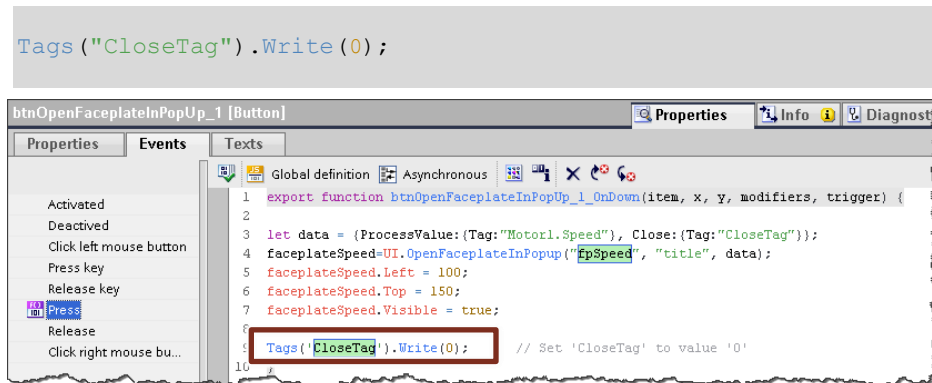 Tags("CloseTag").Write(0);
btnOpenFaceplateInPopUp_1 [Button]
Properties Info Diagnost
Properties Events Texts
Global definition Asynchronous
Activated
Deactived
Click left mouse button
Press key
Release key
Press
Release
Click right mouse bu...
1 export function btnOpenFaceplateInPopUp_1_OnDown(item, x, y, modifiers, trigger) {
2
3 let data = {ProcessValue:{Tag:"Motor1.Speed"}, Close:{Tag:"CloseTag"}};
4 faceplateSpeed=UI.OpenFaceplateInPopup("fpSpeed", "title", data);
5 faceplateSpeed.Left = 100;
6 faceplateSpeed.Top = 150;
7 faceplateSpeed.Visible = true;
8
9 Tags('CloseTag').Write(0); // Set 'CloseTag' to value '0'
10